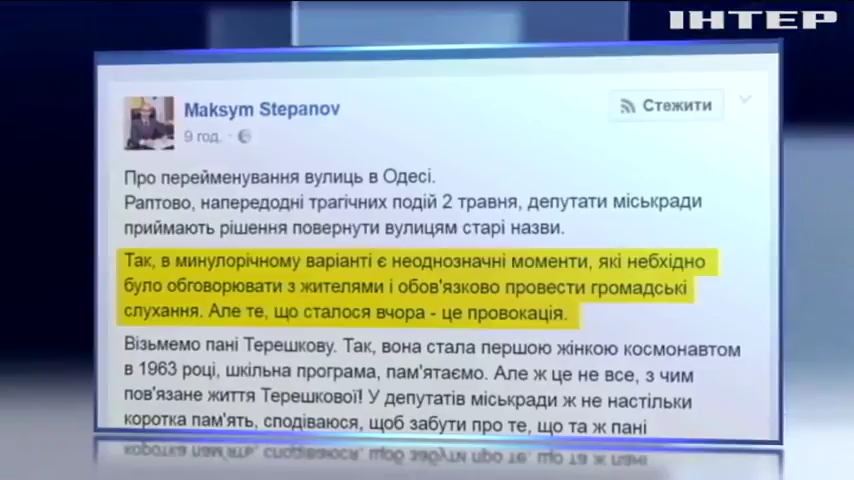 ІНТЕР
Maksym Stepanov
Стежити
9 год. ·
Про перейменування вулиць в Одесі.
Раптово, напередодні трагічних подій 2 травня, депутати міськради
приймають рішення повернути вулицям старі назви.
Так, в минулорічному варіанті є неоднозначні моменти, які небхідно
було обговорювати з жителями і обов'язково провести громадські
слухання. Але те, що сталося вчора - це провокація.
Візьмемо пані Терешкову. Так, вона стала першою жінкою космонавтом
в 1963 році, шкільна програма, пам'ятаємо. Але ж це не все, з чим
пов'язане життя Терешкової! У депутатів міськради ж не настільки
коротка пам'ять, сподіваюся, щоб забути про те, що та ж пані